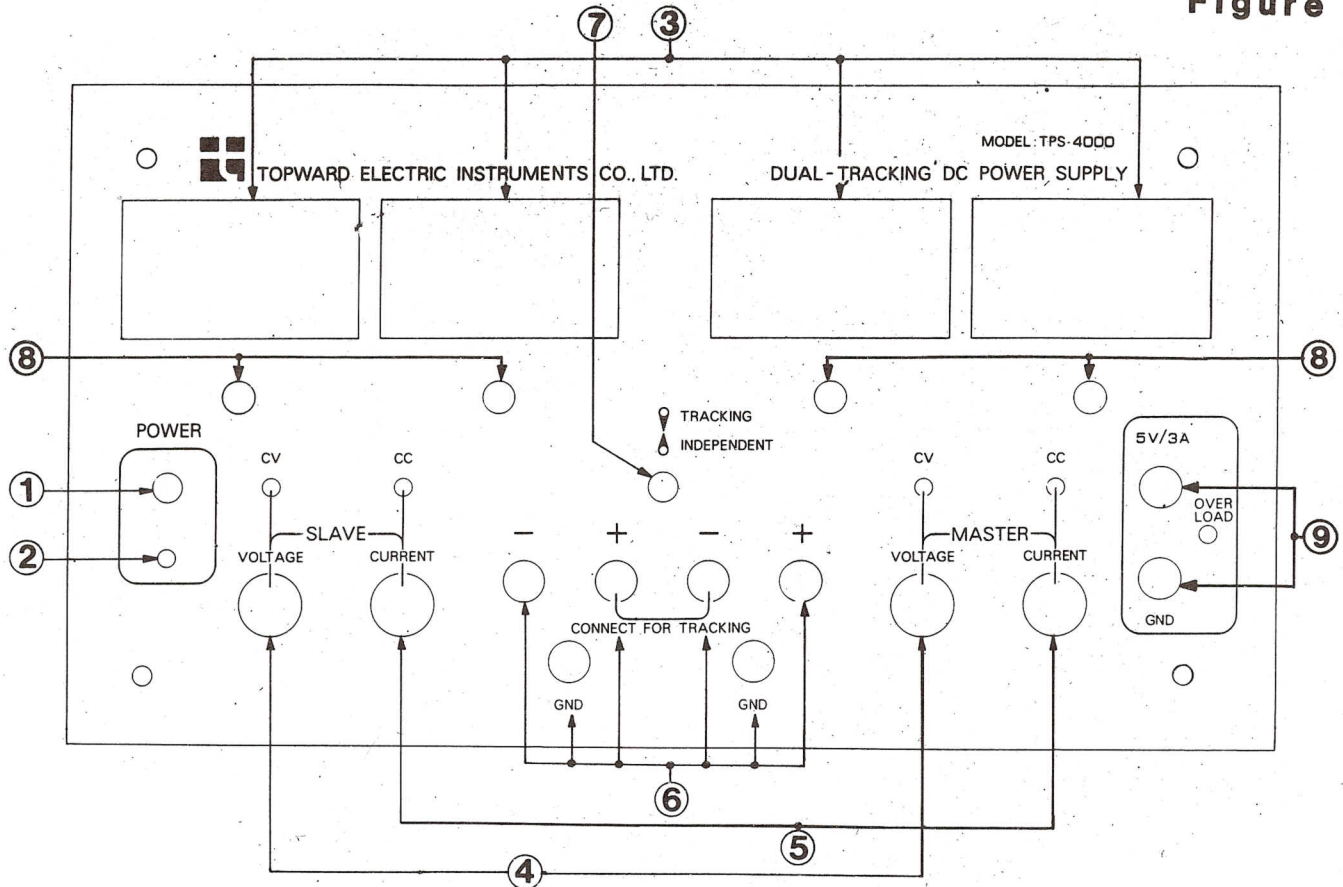 Figure
7 3
MODEL: TPS-4000
TOPWARD ELECTRIC INSTRUMENTS CO., LTD. DUAL-TRACKING DC POWER SUPPLY
8 8
TRACKING
INDEPENDENT
POWER
5V/3A
CV CC CV CC
1
OVER
LOAD
SLAVE MASTER
- + - +
2 9
VOLTAGE CURRENT VOLTAGE CURRENT
GND
CONNECT FOR TRACKING
GND GND
6
5
4